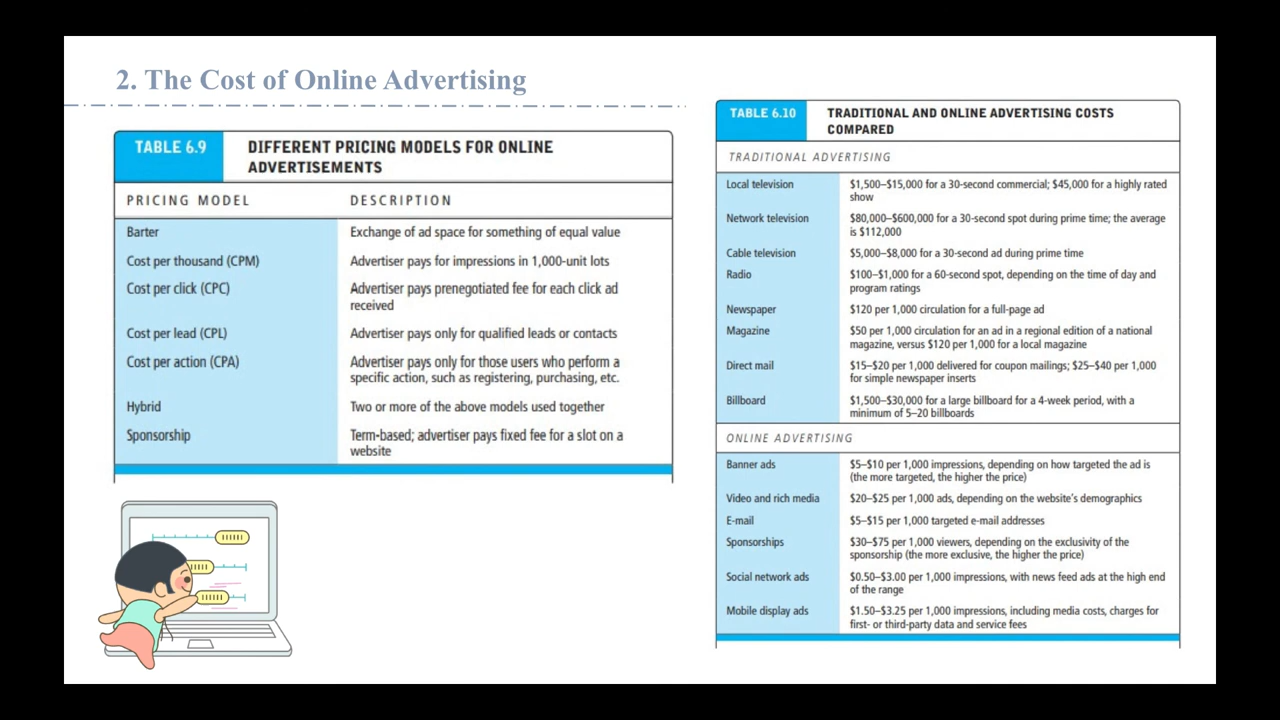 2. The Cost of Online Advertising
TABLE 6.9
DIFFERENT PRICING MODELS FOR ONLINE
ADVERTISEMENTS
PRICING MODEL
DESCRIPTION
Barter
Exchange of ad space for something of equal value
Cost per thousand (CPM)
Advertiser pays for impressions in 1,000-unit lots
Cost per click (CPC)
Advertiser pays prenegotiated fee for each click ad
received
Cost per lead (CPL)
Advertiser pays only for qualified leads or contacts
Cost per action (CPA)
Advertiser pays only for those users who perform a
specific action, such as registering, purchasing, etc.
Hybrid
Two or more of the above models used together
Sponsorship
Term-based; advertiser pays fixed fee for a slot on a
website
TABLE 6.10
TRADITIONAL AND ONLINE ADVERTISING COSTS
COMPARED
TRADITIONAL ADVERTISING
Local television
$1,500–$15,000 for a 30-second commercial; $45,000 for a highly rated
show
Network television
$80,000–$600,000 for a 30-second spot during prime time; the average
is $112,000
Cable television
$5,000–$8,000 for a 30-second ad during prime time
Radio
$100–$1,000 for a 60-second spot, depending on the time of day and
program ratings
Newspaper
$120 per 1,000 circulation for a full-page ad
Magazine
$50 per 1,000 circulation for an ad in a regional edition of a national
magazine, versus $120 per 1,000 for a local magazine
Direct mail
$15–$20 per 1,000 delivered for coupon mailings; $25–$40 per 1,000
for simple newspaper inserts
Billboard
$1,500–$30,000 for a large billboard for a 4-week period, with a
minimum of 5–20 billboards
ONLINE ADVERTISING
Banner ads
$5–$10 per 1,000 impressions, depending on how targeted the ad is
(the more targeted, the higher the price)
Video and rich media
$20–$25 per 1,000 ads, depending on the website's demographics
E-mail
$5–$15 per 1,000 targeted e-mail addresses
Sponsorships
$30–$75 per 1,000 viewers, depending on the exclusivity of the
sponsorship (the more exclusive, the higher the price)
Social network ads
$0.50–$3.00 per 1,000 impressions, with news feed ads at the high end
of the range
Mobile display ads
$1.50–$3.25 per 1,000 impressions, including media costs, charges for
first- or third-party data and service fees